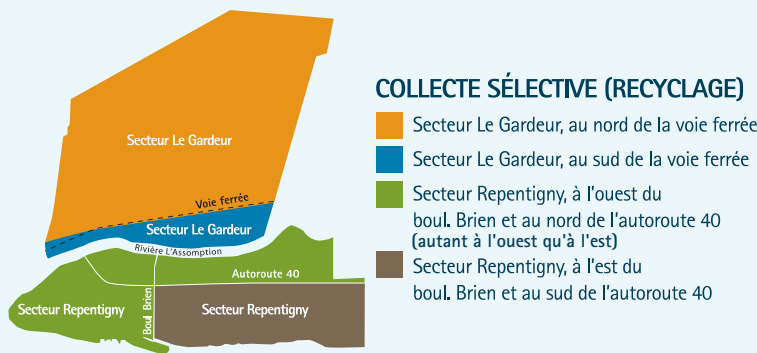 Secteur Le Gardeur
Voie ferrée
Secteur Le Gardeur
Rivière L'Assomption
Autoroute 40
Secteur Repentigny
Boul Brien
Secteur Repentigny
COLLECTE SÉLECTIVE (RECYCLAGE)
Secteur Le Gardeur, au nord de la voie ferrée
Secteur Le Gardeur, au sud de la voie ferrée
Secteur Repentigny, à l'ouest du
boul. Brien et au nord de l'autoroute 40
(autant à l'ouest qu'à l'est)
Secteur Repentigny, à l'est du
boul. Brien et au sud de l'autoroute 40